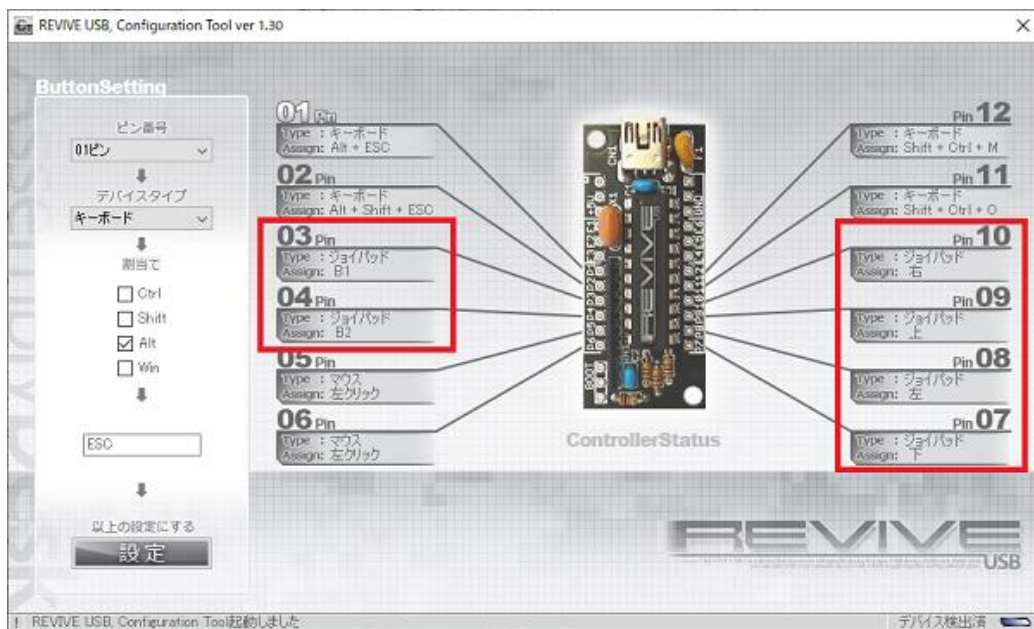 REVIVE USB, Configuration Tool ver 1.30
ButtonSetting
ピン番号
01ピン
デバイスタイプ
キーボード
割当て
Ctrl
Shift
Alt
Win
ESC
以上の設定にする
設定
01 Pin
Type : キーボード
Assign: Alt + ESC
02 Pin
Type : キーボード
Assign: Alt + Shift + ESC
03 Pin
Type : ジョイパッド
Assign: B1
04 Pin
Type : ジョイパッド
Assign: B2
05 Pin
Type : マウス
Assign: 左クリック
06 Pin
Type : マウス
Assign: 左クリック
CN1
F1
X1
REVIVE
BOOT
ControllerStatus
Pin 12
Type : キーボード
Assign: Shift + Ctrl + M
Pin 11
Type : キーボード
Assign: Shift + Ctrl + O
Pin 10
Type : ジョイパッド
Assign: 右
Pin 09
Type : ジョイパッド
Assign: 上
Pin 08
Type : ジョイパッド
Assign: 左
Pin 07
Type : ジョイパッド
Assign: 下
REVIVE
USB
! REVIVE USB, Configuration Tool起動しました
デバイス検出済